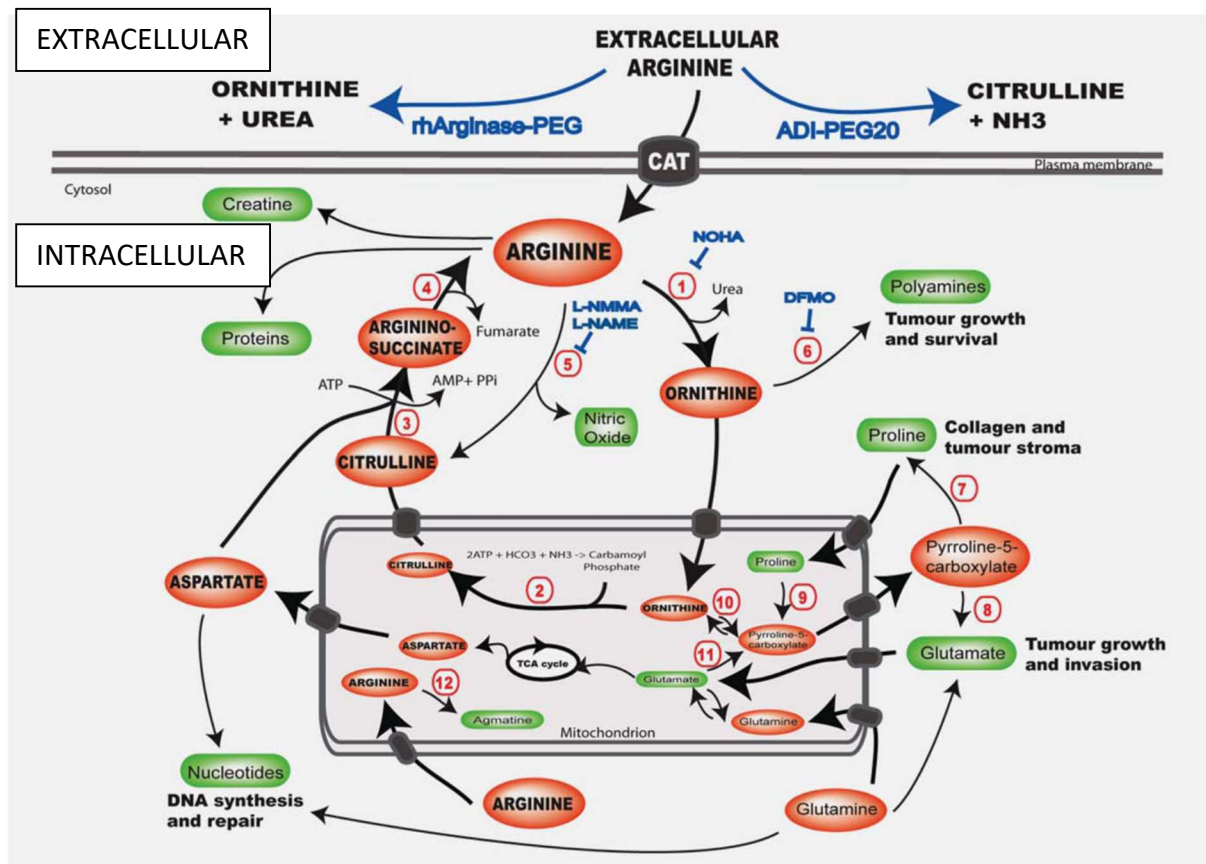 EXTRACELLULAR
EXTRACELLULAR
ARGININE
ORNITHINE
+ UREA
rhArginase-PEG
ADI-PEG20
CITRULLINE
+ NH3
CAT
Plasma membrane
Cytosol
Creatine
INTRACELLULAR
ARGININE
NOHA
1
Urea
4
L-NMMA
L-NAME
DFMO
Polyamines
Tumour growth
and survival
Proteins
ARGININO-
SUCCINATE
Fumarate
5
6
ATP
AMP+ PPi
ORNITHINE
3
Nitric
Oxide
Proline
Collagen and
tumour stroma
CITRULLINE
7
Pyrroline-5-
carboxylate
2ATP + HCO3 + NH3 -> Carbamoyl
Phosphate
CITRULLINE
Proline
ASPARTATE
2
ORNITHINE
10
9
8
Pyrroline-5-
carboxylate
ASPARTATE
TCA cycle
11
Glutamate
Glutamate
Tumour growth
and invasion
ARGININE
12
Agmatine
Glutamine
Mitochondrion
Nucleotides
DNA synthesis
and repair
ARGININE
Glutamine